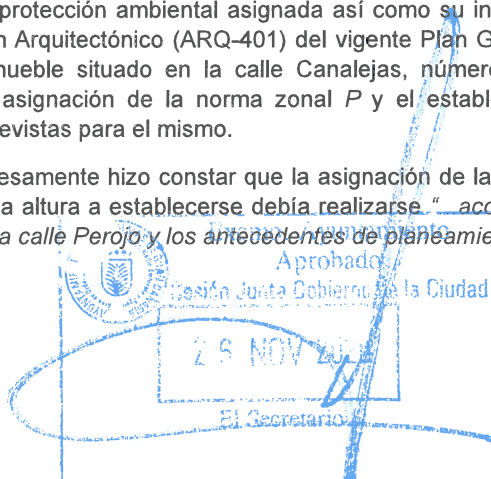 protección ambiental asignada así como su in
n Arquitectónico (ARQ-401) del vigente Plan G
nueble situado en la calle Canalejas, númer
asignación de la norma zonal P y el establ
evistas para el mismo.
esamente hizo constar que la asignación de la
a altura a establecerse debía realizarse “ aco
a calle Perojo y los antecedentes de planeamie
Ayuntamiento
Aprobado
Sesión Junta Gobierno la Ciudad
NOV
El Secretario